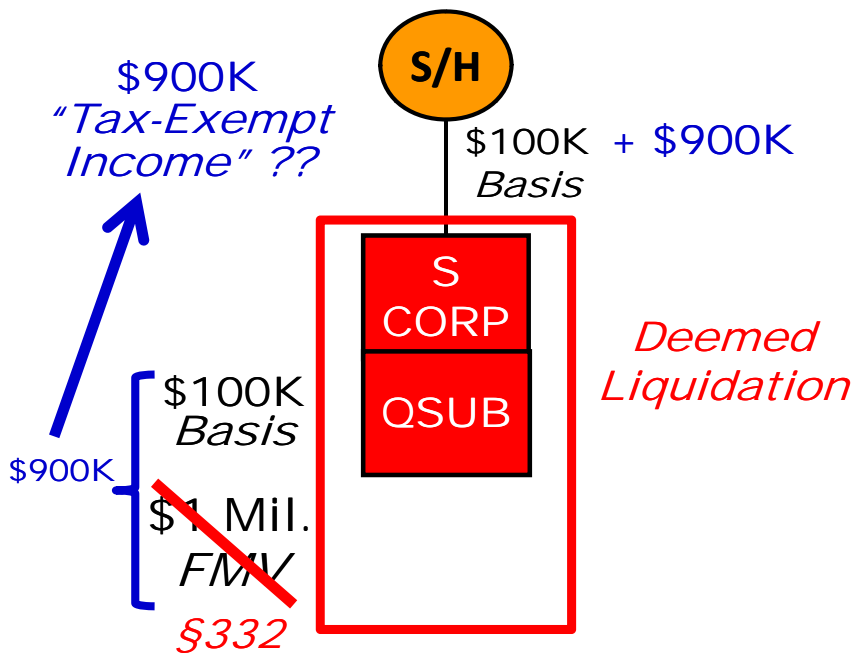 S/H
$900K
“Tax-Exempt
Income” ??
$100K + $900K
Basis
S
CORP
QSUB
Deemed
Liquidation
$100K
Basis
$900K
$1 Mil.
FMV
§332